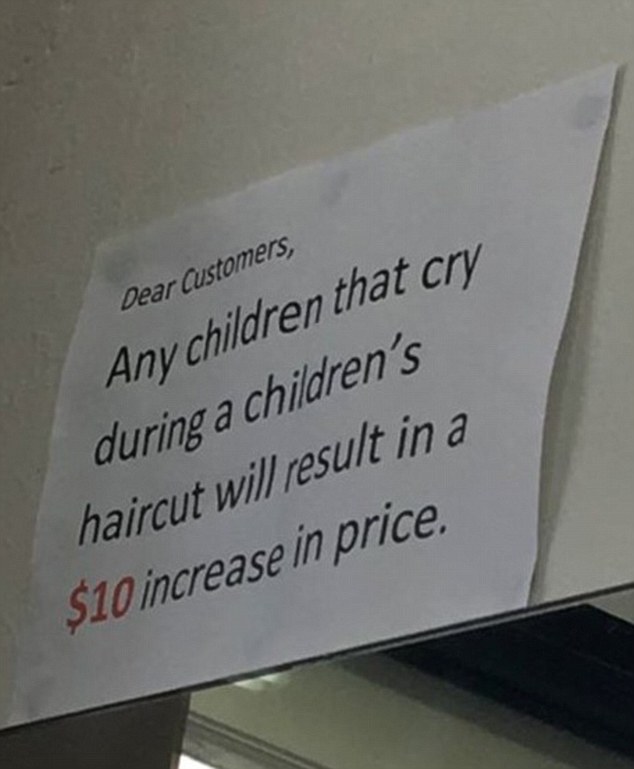 Dear Customers,
Any children that cry
during a children's
haircut will result in a
$10 increase in price.